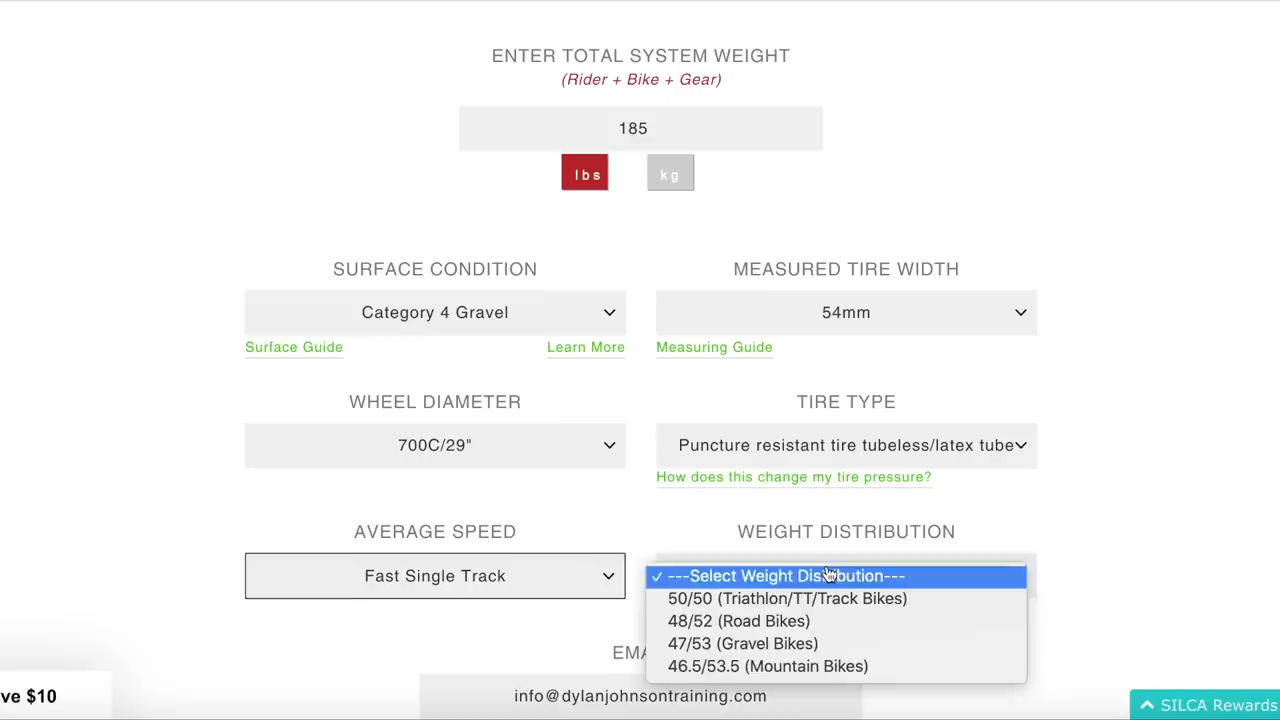 ENTER TOTAL SYSTEM WEIGHT
(Rider + Bike + Gear)
185
lbs kg
SURFACE CONDITION MEASURED TIRE WIDTH
Category 4 Gravel 54mm
Surface Guide Learn More Measuring Guide
WHEEL DIAMETER TIRE TYPE
700C/29" Puncture resistant tire tubeless/latex tube
How does this change my tire pressure?
AVERAGE SPEED WEIGHT DISTRIBUTION
Fast Single Track ✓ ---Select Weight Distribution---
50/50 (Triathlon/TT/Track Bikes)
48/52 (Road Bikes)
47/53 (Gravel Bikes)
46.5/53.5 (Mountain Bikes)
EMA
info@dylanjohnsontraining.com
ve $10
SILCA Rewards